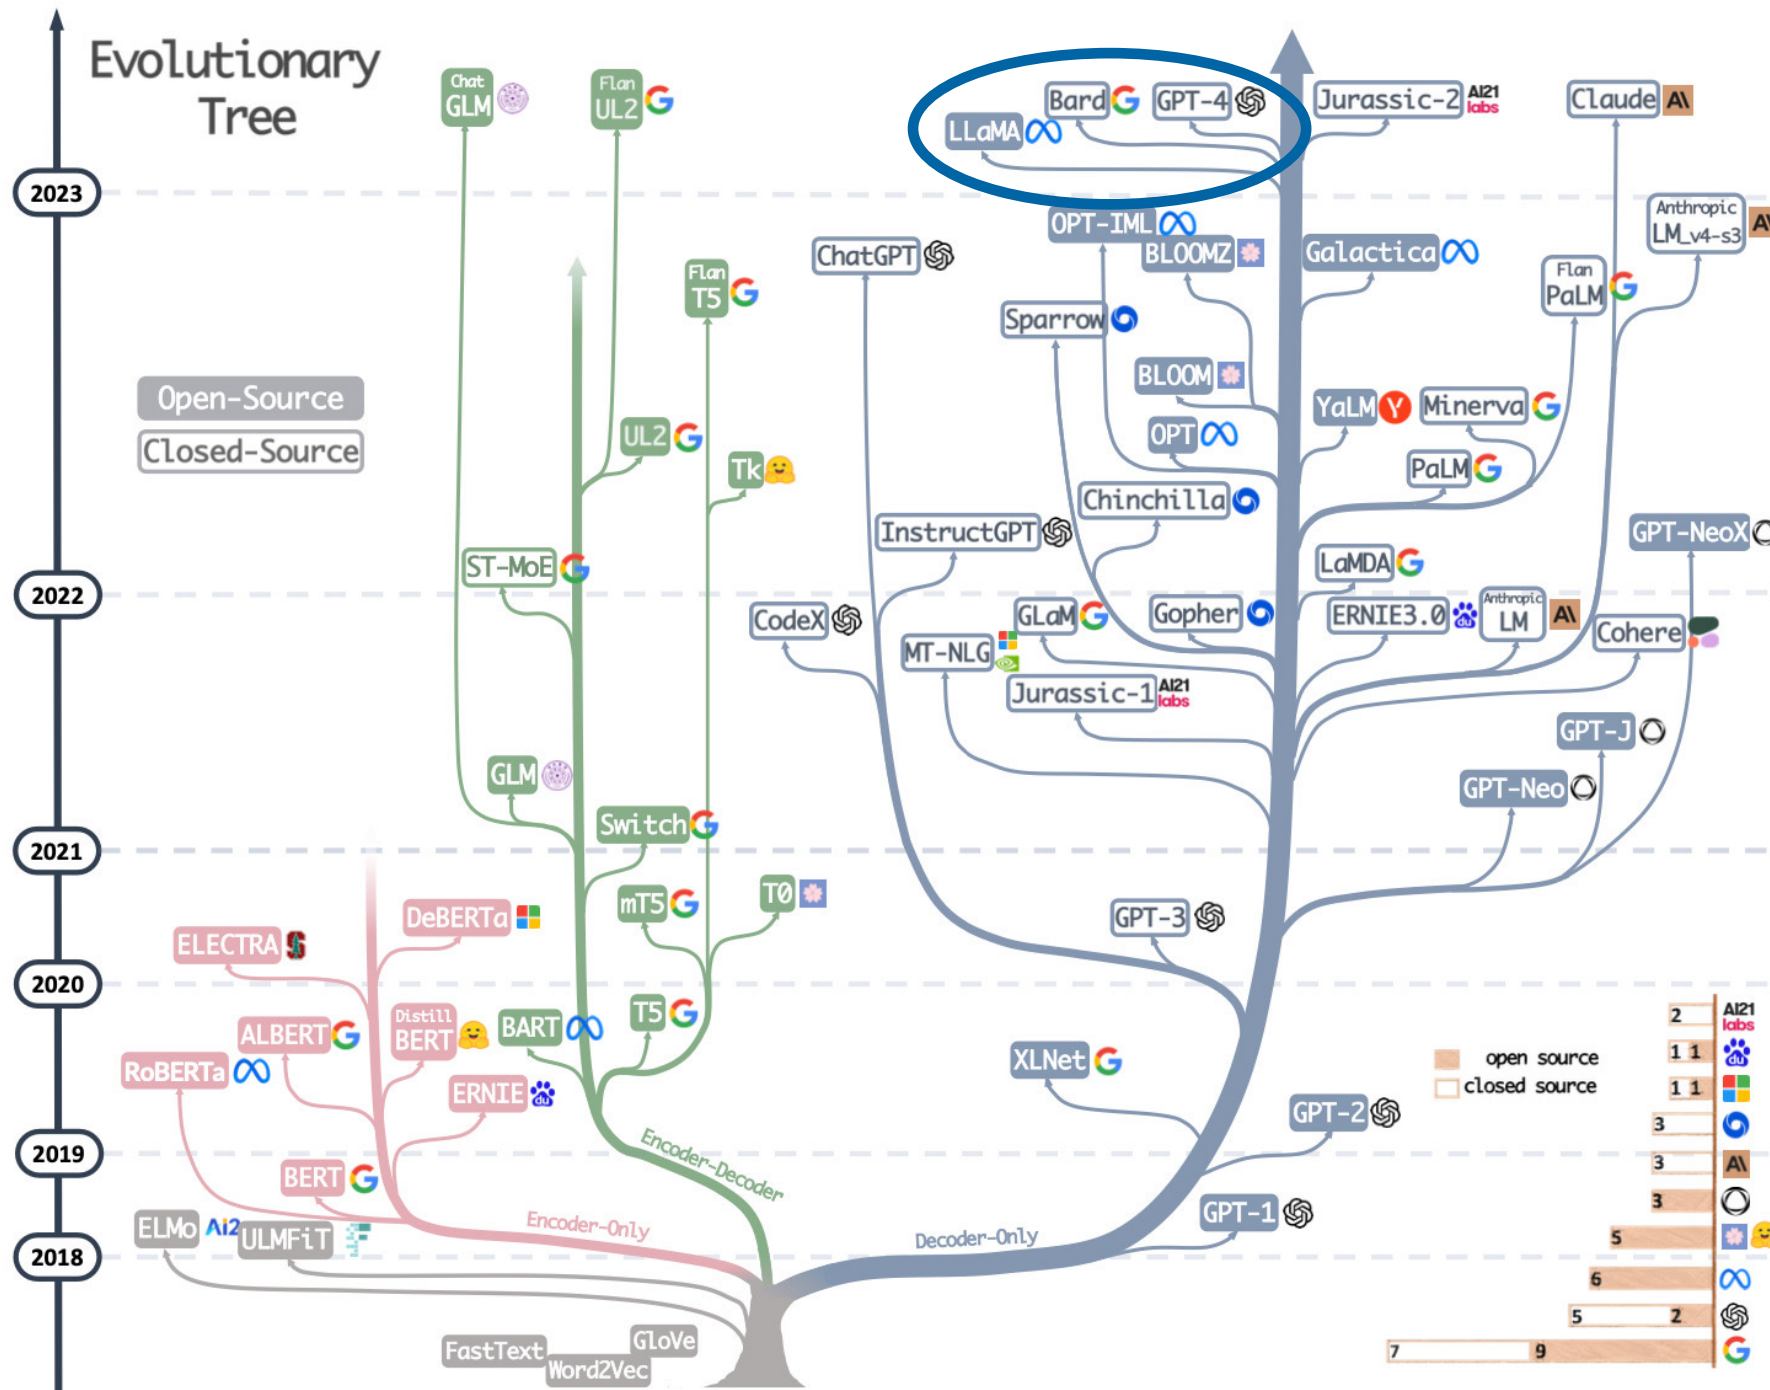 Evolutionary
Tree
2023
2022
2021
2020
2019
2018
Open-Source
Closed-Source
Chat
GLM
Flan
UL2
LLaMA
Bard
GPT-4
Jurassic-2
AI21
labs
Claude
A\
Anthropic
LM_v4-s3
A\
OPT-IML
BLOOMZ
Galactica
ChatGPT
Flan
T5
Flan
PaLM
Sparrow
BLOOM
YaLM
Minerva
UL2
OPT
Tk
PaLM
Chinchilla
InstructGPT
GPT-NeoX
ST-MoE
LaMDA
CodeX
GLaM
Gopher
ERNIE3.0
du
Anthropic
LM
A\
Cohere
MT-NLG
Jurassic-1
AI21
labs
GPT-J
GLM
GPT-Neo
Switch
mT5
T0
DeBERTa
GPT-3
ELECTRA
S
ALBERT
Distill
BERT
BART
T5
RoBERTa
ERNIE
du
XLNet
GPT-2
BERT
GPT-1
ELMo
Ai2
ULMFiT
Encoder-Only
Encoder-Decoder
Decoder-Only
FastText
Word2Vec
GloVe
open source
closed source
2
AI21
labs
1 1
du
1 1
3
3
A\
3
5
6
5 2
7 9